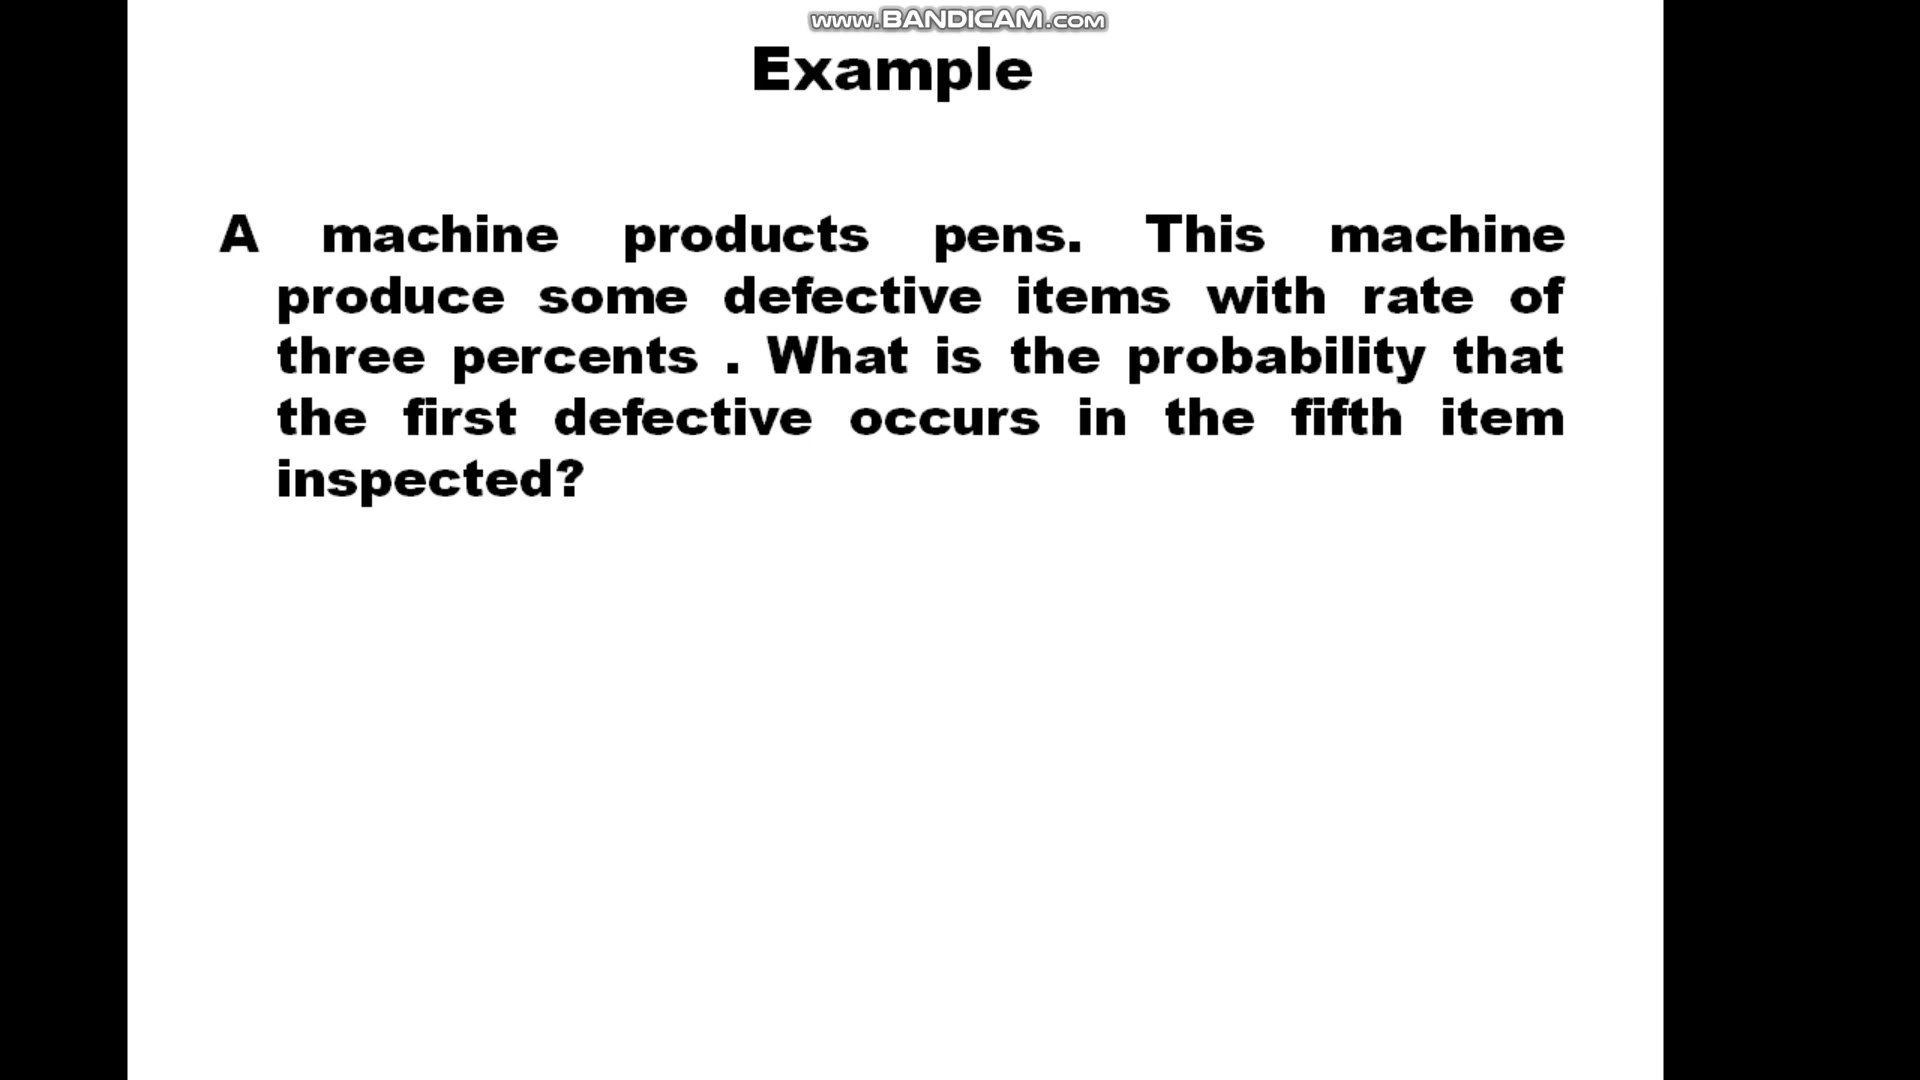 www.BANDICAM.com
Example
A machine products pens. This machine
produce some defective items with rate of
three percents . What is the probability that
the first defective occurs in the fifth item
inspected?